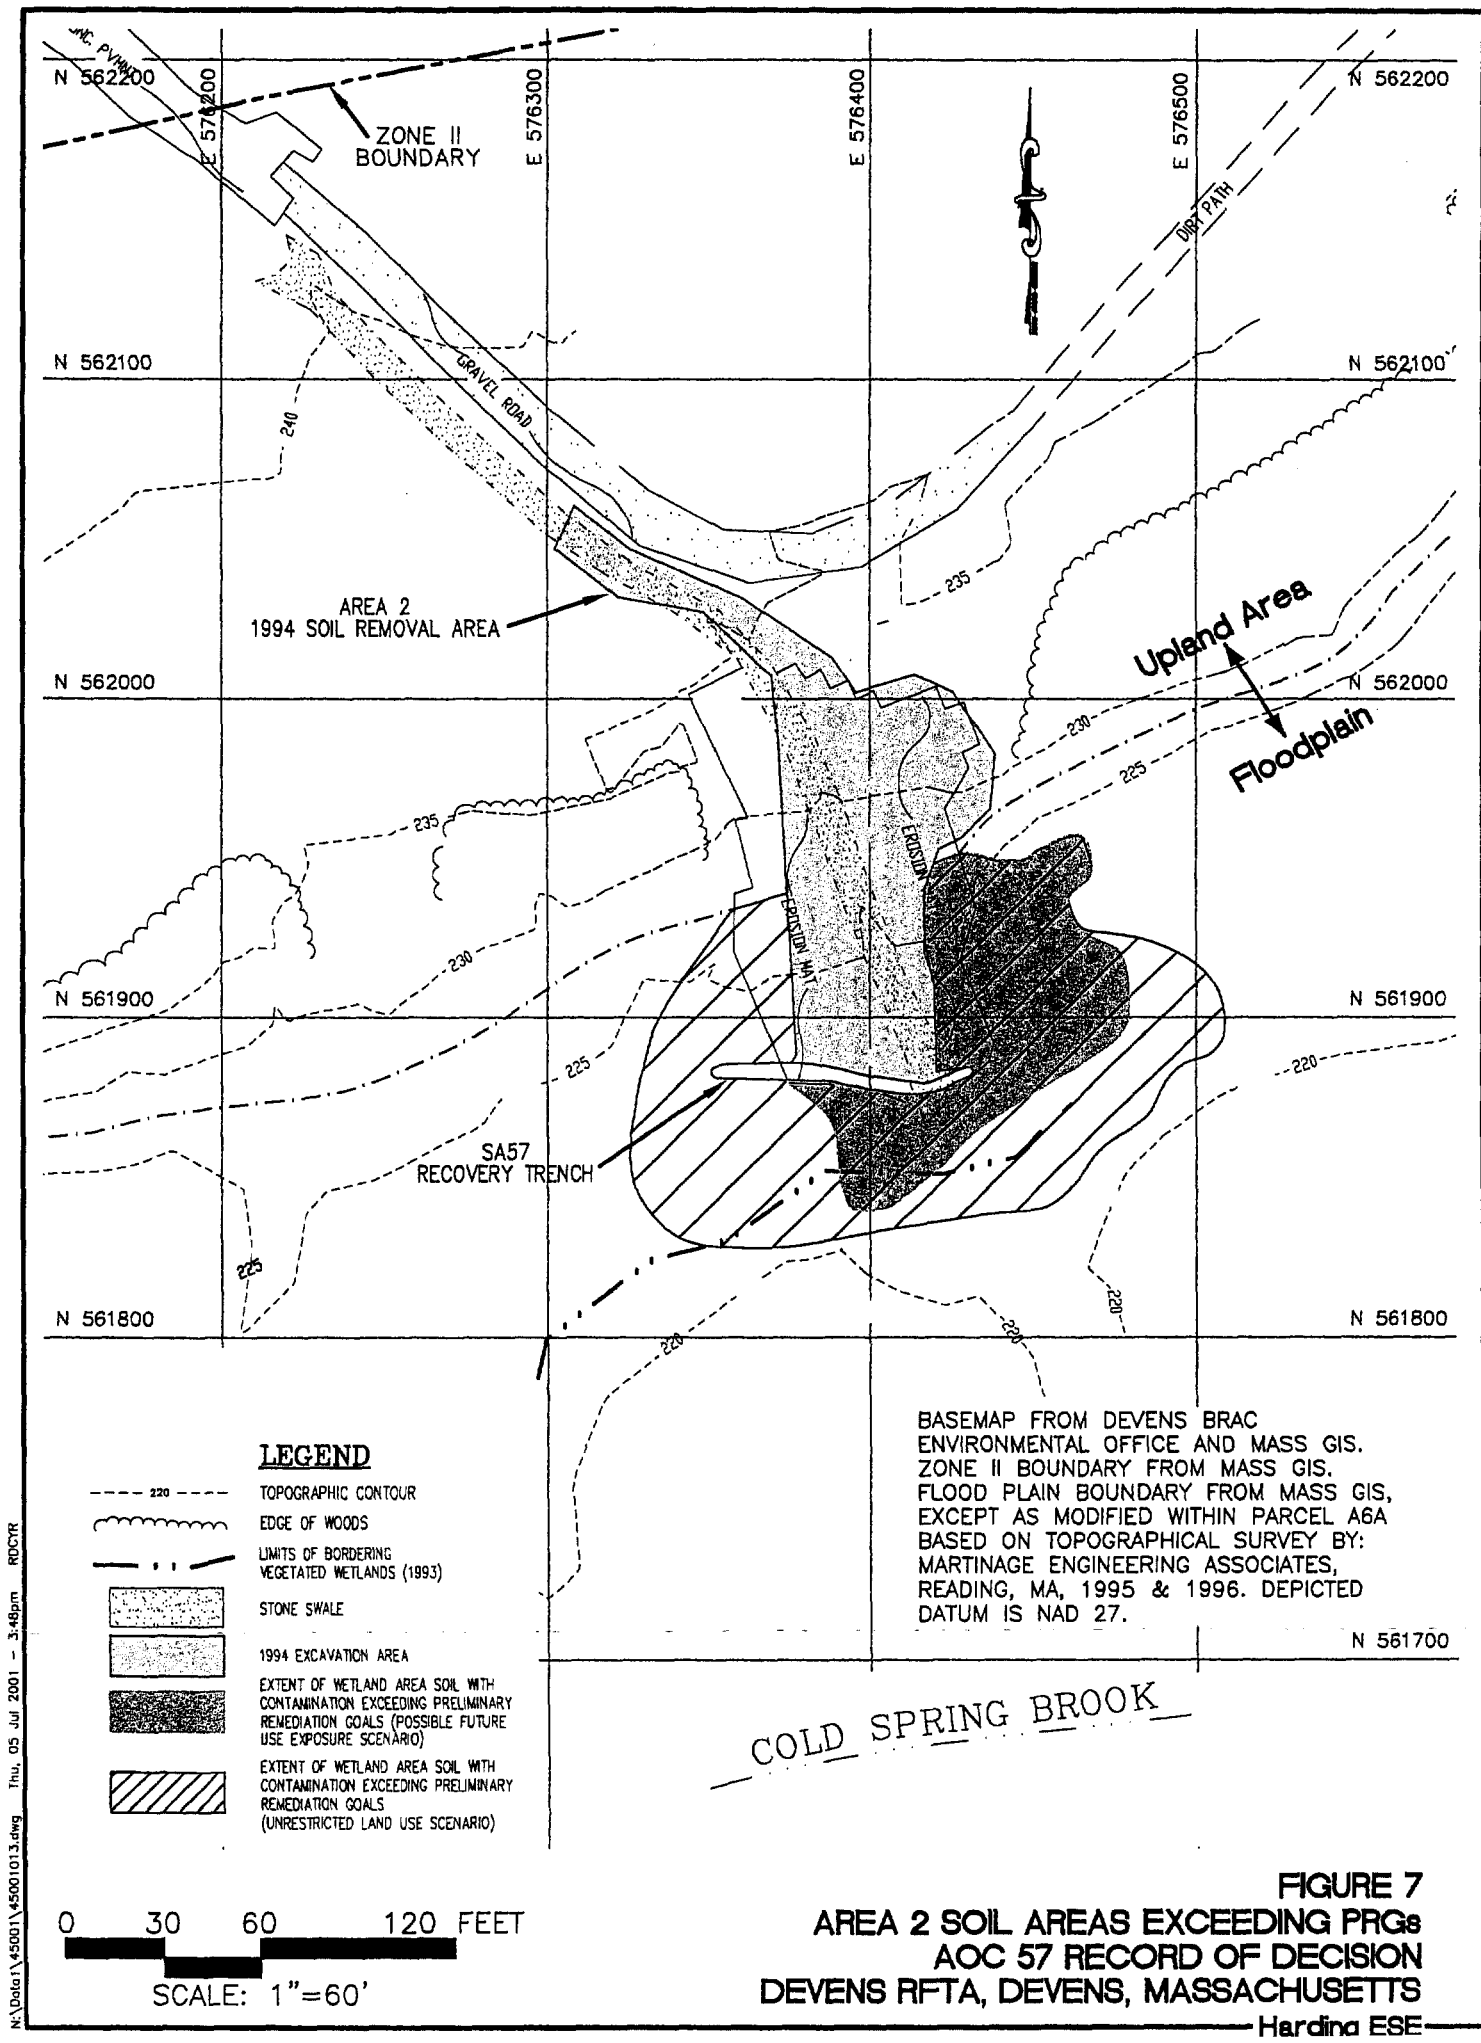 ONC. PVMNT
N 562200
E 576200
E 576300
E 576400
E 576500
N 562200
ZONE II
BOUNDARY
DIRT PATH
N 562100
N 562100
GRAVEL ROAD
240
235
AREA 2
1994 SOIL REMOVAL AREA
Upland Area
Floodplain
N 562000
N 562000
230
225
235
EROSION
EROSION MAT
230
N 561900
225
220
SA57
RECOVERY TRENCH
225
N 561800
N 561800
220
220
220
LEGEND
220 TOPOGRAPHIC CONTOUR
EDGE OF WOODS
LIMITS OF BORDERING
VEGETATED WETLANDS (1993)
STONE SWALE
1994 EXCAVATION AREA
EXTENT OF WETLAND AREA SOIL WITH
CONTAMINATION EXCEEDING PRELIMINARY
REMEDIATION GOALS (POSSIBLE FUTURE
USE EXPOSURE SCENARIO)
EXTENT OF WETLAND AREA SOIL WITH
CONTAMINATION EXCEEDING PRELIMINARY
REMEDIATION GOALS
(UNRESTRICTED LAND USE SCENARIO)
BASEMAP FROM DEVENS BRAC
ENVIRONMENTAL OFFICE AND MASS GIS.
ZONE II BOUNDARY FROM MASS GIS.
FLOOD PLAIN BOUNDARY FROM MASS GIS,
EXCEPT AS MODIFIED WITHIN PARCEL A6A
BASED ON TOPOGRAPHICAL SURVEY BY:
MARTINAGE ENGINEERING ASSOCIATES,
READING, MA, 1995 & 1996. DEPICTED
DATUM IS NAD 27.
N 561700
COLD SPRING BROOK
0 30 60 120 FEET
SCALE: 1"=60'
FIGURE 7
AREA 2 SOIL AREAS EXCEEDING PRGs
AOC 57 RECORD OF DECISION
DEVENS RFTA, DEVENS, MASSACHUSETTS
Harding ESE
N:\Data1\45001\45001013.dwg Thu, 05 Jul 2001 - 3:48pm RDCYR